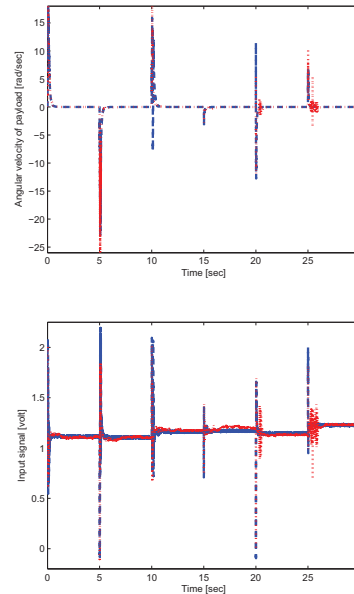 Angular velocity of payload [rad/sec]
15
10
5
0
−5
−10
−15
−20
−25
0 5 10 15 20 25
Time [sec]
Input signal [volt]
2
1.5
1
0.5
0
0 5 10 15 20 25
Time [sec]